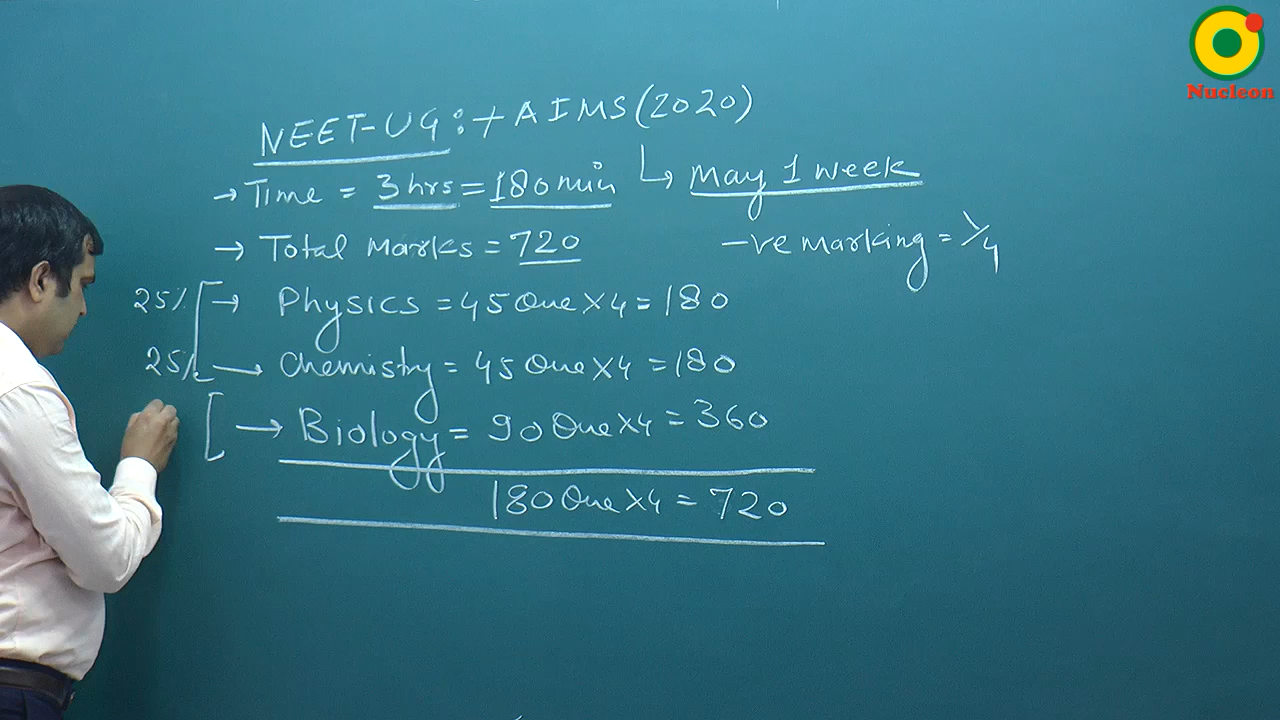 Nucleon
NEET-UG:+AIMS(2020)
→Time = 3 hrs = 180 min
↳ May 1 week
→ Total Marks = 720
-ve marking = 1/4
25% → Physics = 45 Que × 4 = 180
25% → Chemistry = 45 Que × 4 = 180
→ Biology = 90 Que × 4 = 360
180 Que × 4 = 720